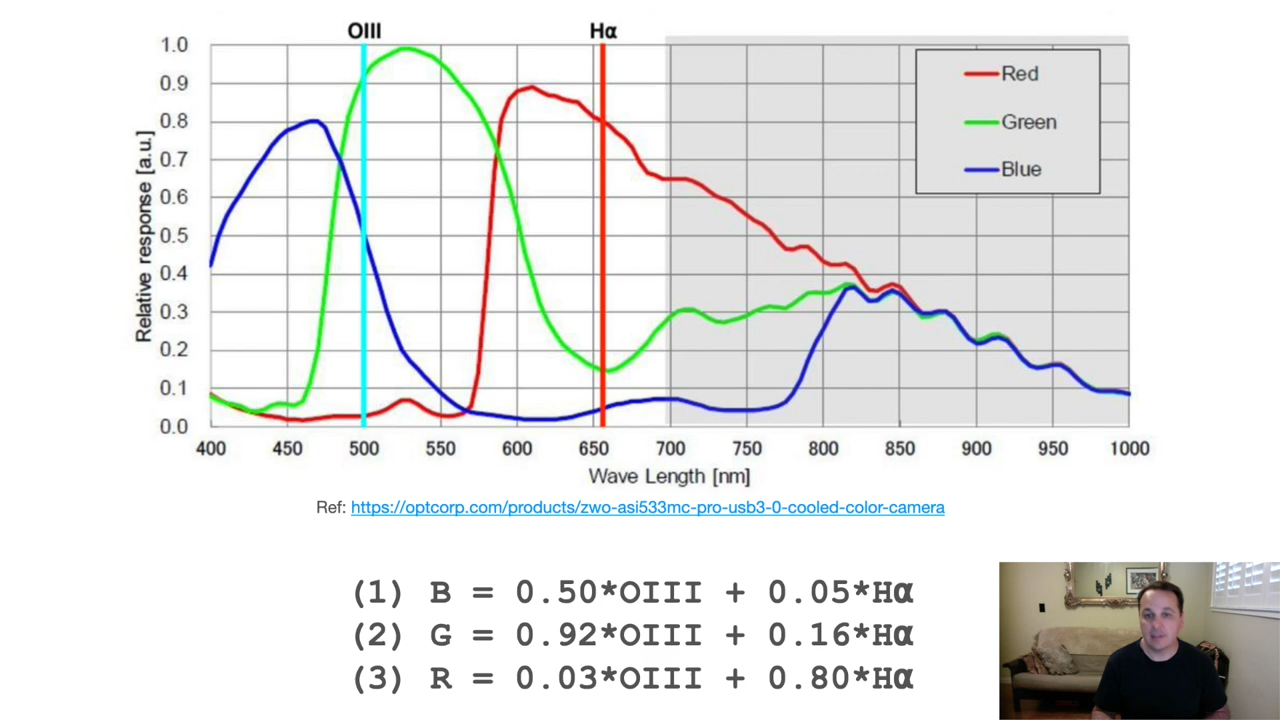 OIII Hα
1.0
0.9
0.8
0.7
0.6
0.5
0.4
0.3
0.2
0.1
0.0
Relative response [a.u.]
Red
Green
Blue
400 450 500 550 600 650 700 750 800 850 900 950 1000
Wave Length [nm]
Ref: https://optcorp.com/products/zwo-asi533mc-pro-usb3-0-cooled-color-camera
(1) B = 0.50*OIII + 0.05*Hα
(2) G = 0.92*OIII + 0.16*Hα
(3) R = 0.03*OIII + 0.80*Hα